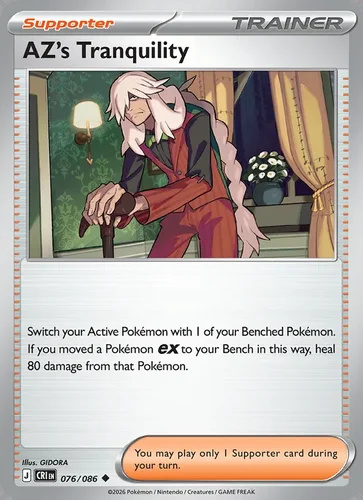 Supporter
TRAINER
AZ's Tranquility
Switch your Active Pokémon with 1 of your Benched Pokémon.
If you moved a Pokémon ex to your Bench in this way, heal
80 damage from that Pokémon.
Illus. GIDORA
J CRI EN 076/086
You may play only 1 Supporter card during
your turn.
©2026 Pokémon / Nintendo / Creatures / GAME FREAK